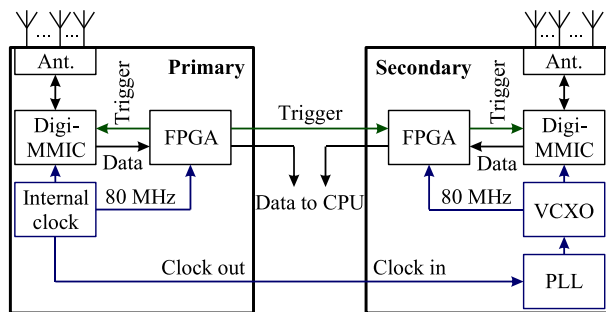 Ant.
Primary
Trigger
Digi-
MMIC
FPGA
Data
Internal
clock
80 MHz
Clock out
Trigger
Data to CPU
Secondary
Ant.
Trigger
FPGA
Digi-
MMIC
Data
80 MHz
VCXO
Clock in
PLL